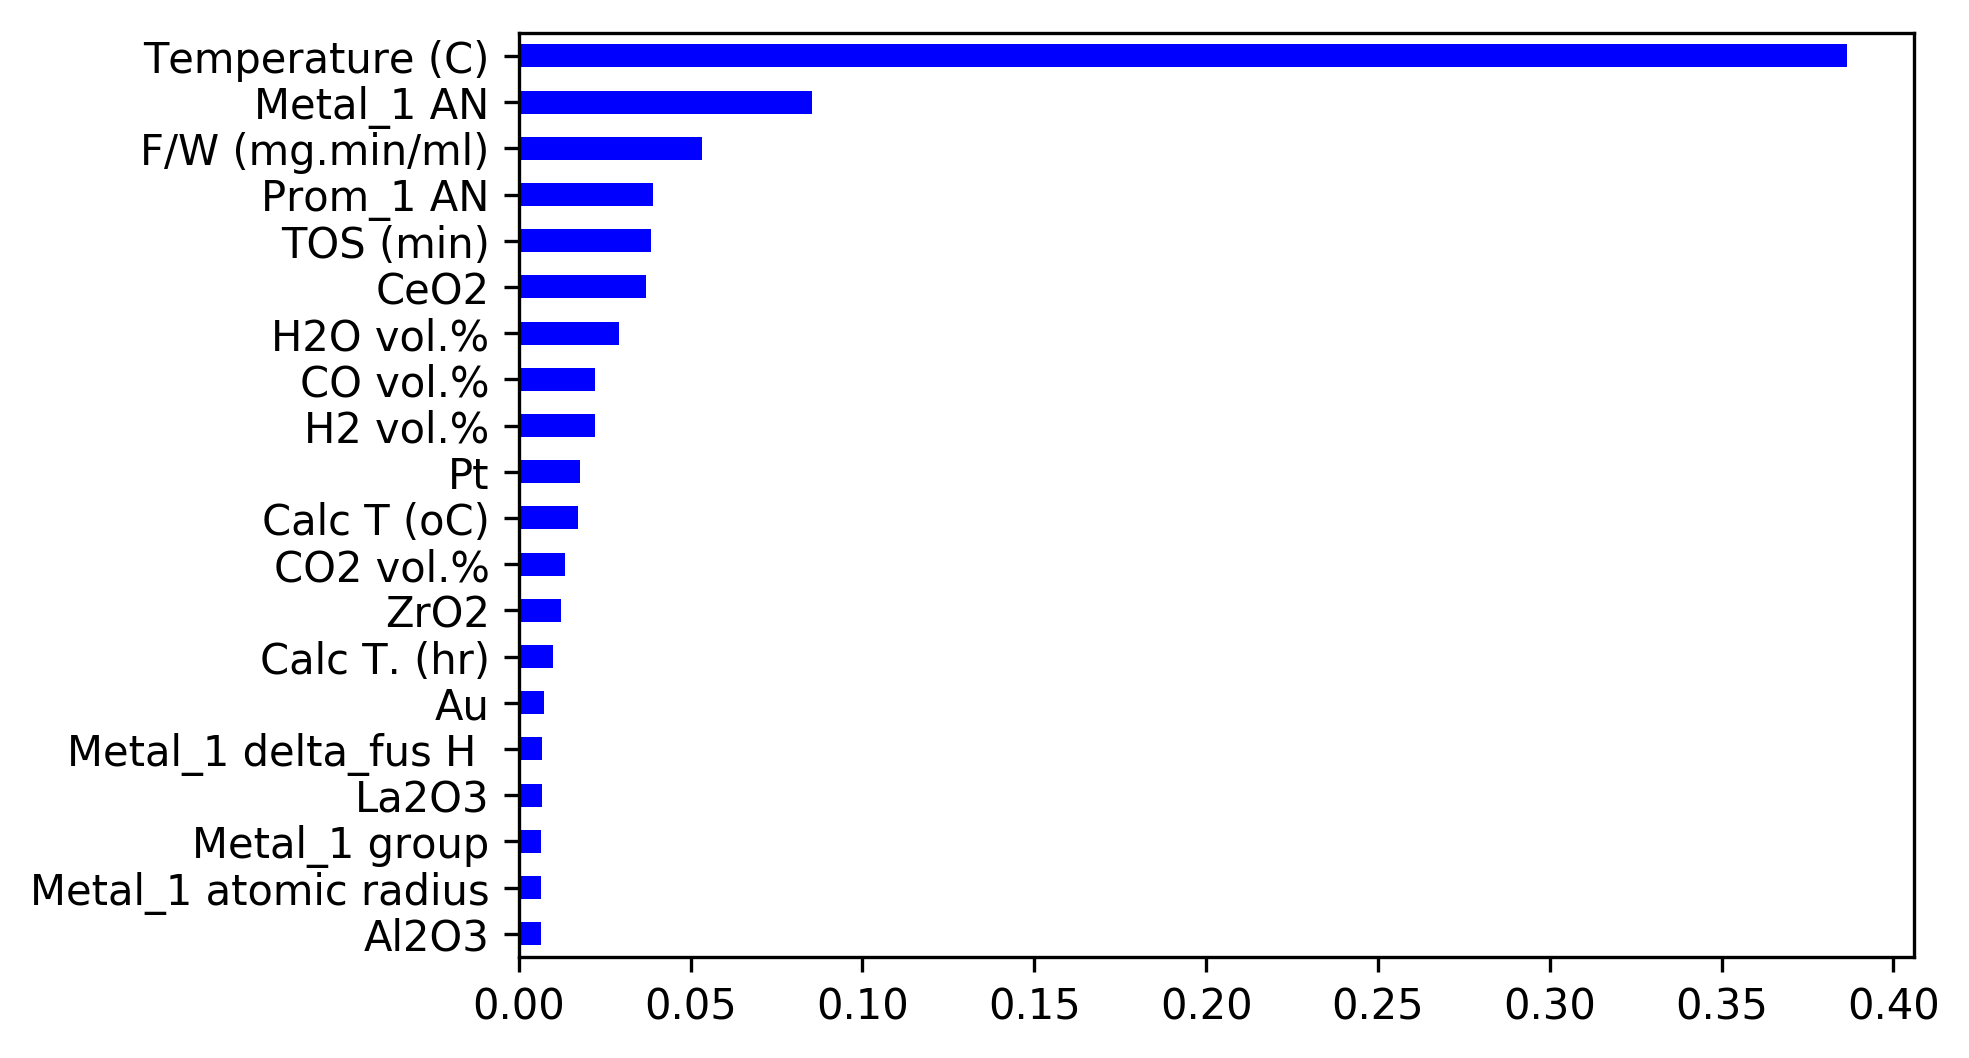 Temperature (C)
Metal_1 AN
F/W (mg.min/ml)
Prom_1 AN
TOS (min)
CeO2
H2O vol.%
CO vol.%
H2 vol.%
Pt
Calc T (oC)
CO2 vol.%
ZrO2
Calc T. (hr)
Au
Metal_1 delta_fus H
La2O3
Metal_1 group
Metal_1 atomic radius
Al2O3
0.00 0.05 0.10 0.15 0.20 0.25 0.30 0.35 0.40